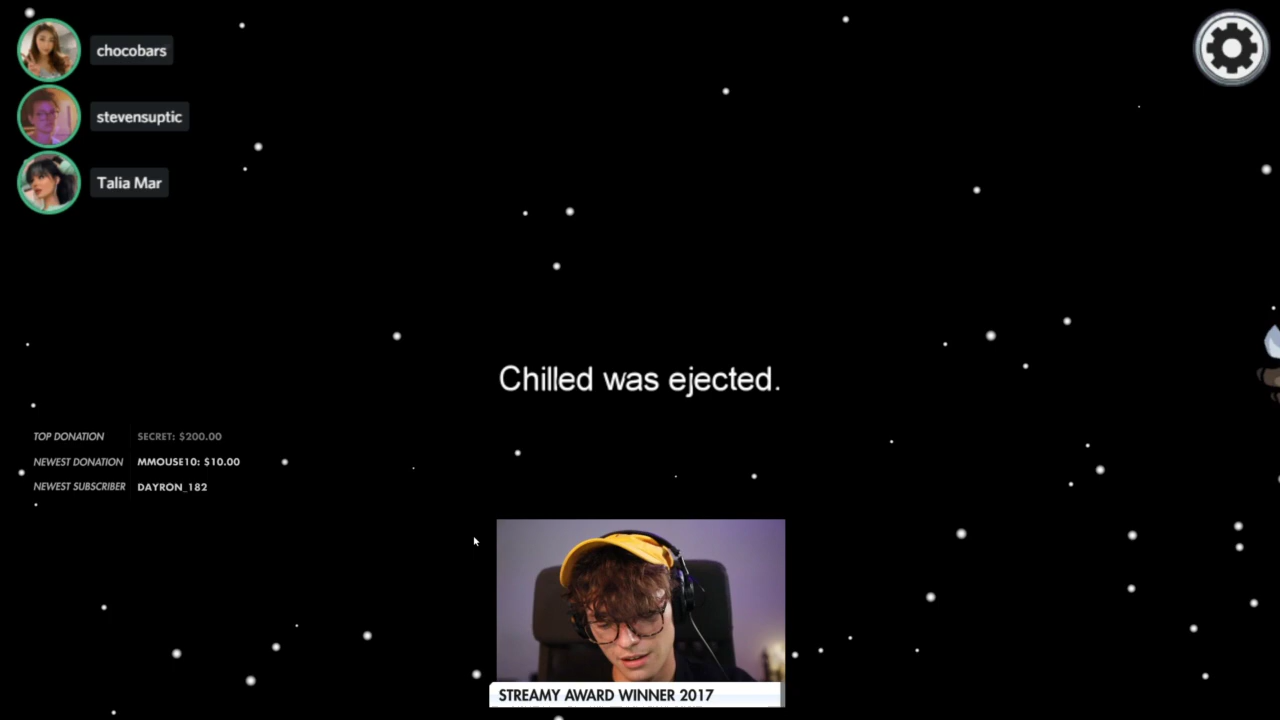 chocobars
stevensuptic
Talia Mar
Chilled was ejected.
TOP DONATION SECRET: $200.00
NEWEST DONATION MMOUSE10: $10.00
NEWEST SUBSCRIBER DAYRON_182
STREAMY AWARD WINNER 2017